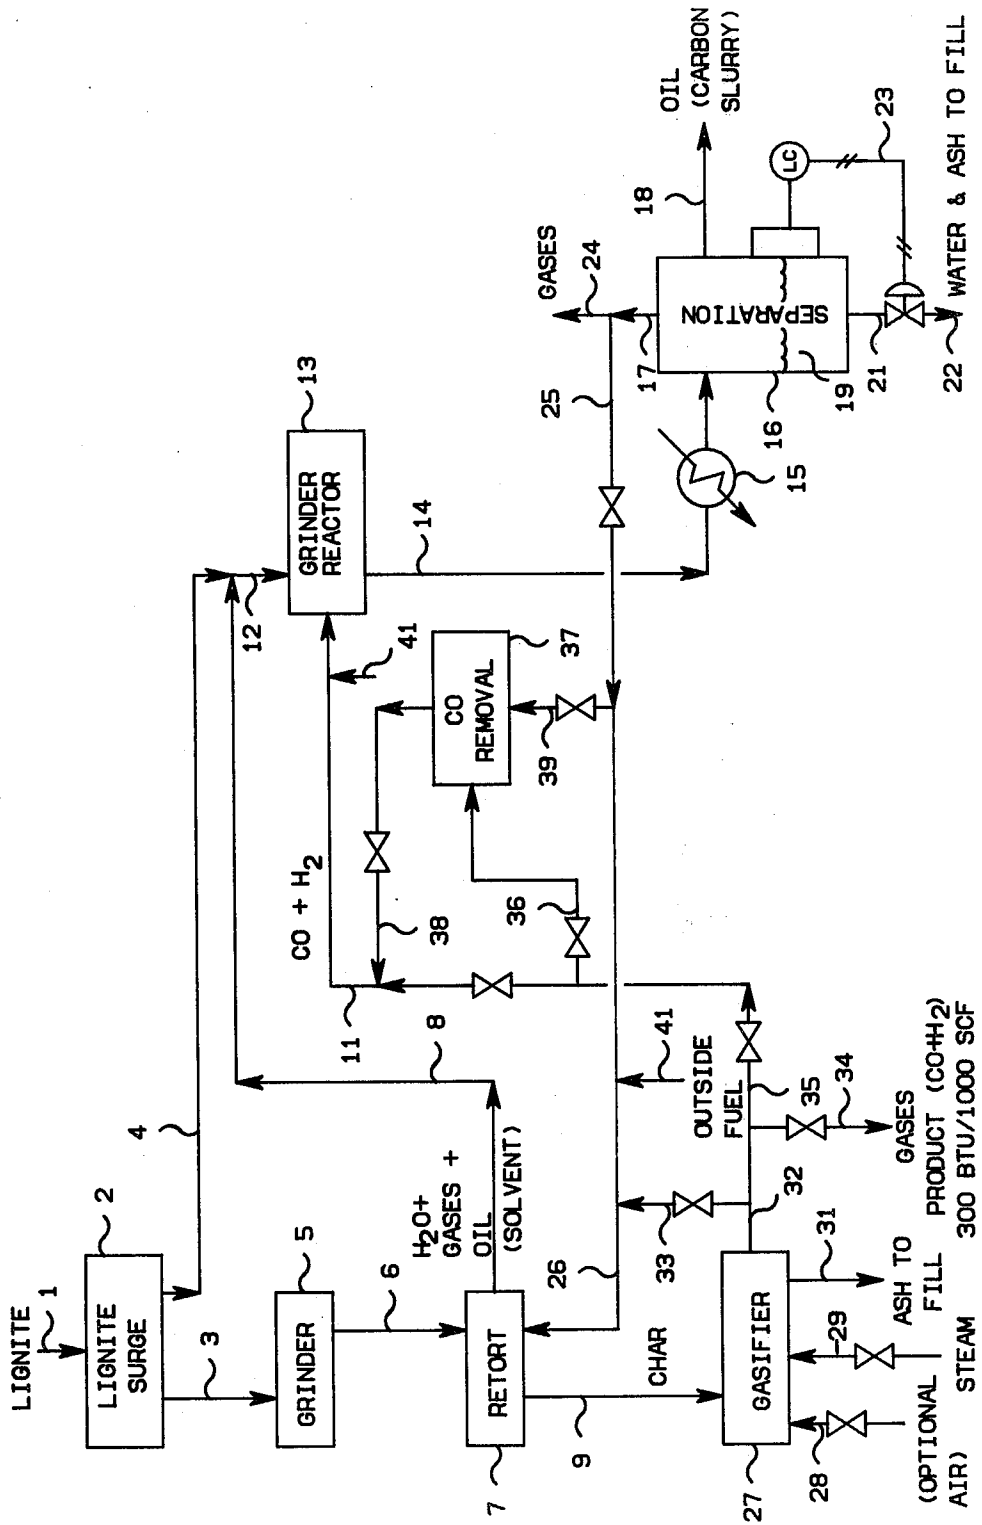 LIGNITE
1
LIGNITE
SURGE
2
3
4
GRINDER
5
6
RETORT
7
H2O+
GASES +
OIL
(SOLVENT)
8
CHAR
9
GASIFIER
27
28
(OPTIONAL
AIR)
29
STEAM
31
ASH TO
FILL
32
33
34
GASES
PRODUCT (CO+H2)
300 BTU/1000 SCF
35
26
41
OUTSIDE
FUEL
11
CO + H2
36
38
CO
REMOVAL
37
39
41
12
GRINDER
REACTOR
13
14
15
16
SEPARATION
17
18
OIL
(CARBON
SLURRY)
19
21
22
WATER & ASH TO FILL
23
LC
GASES
24
25